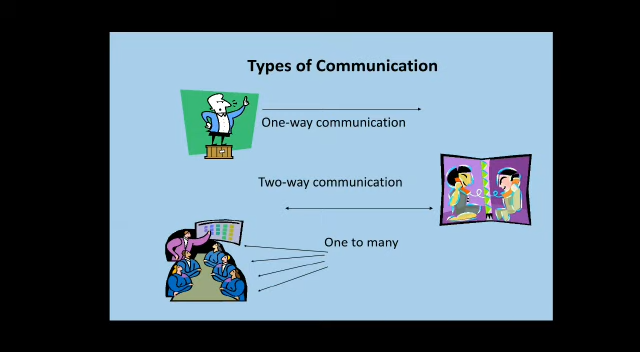 Types of Communication
One-way communication
Two-way communication
One to many